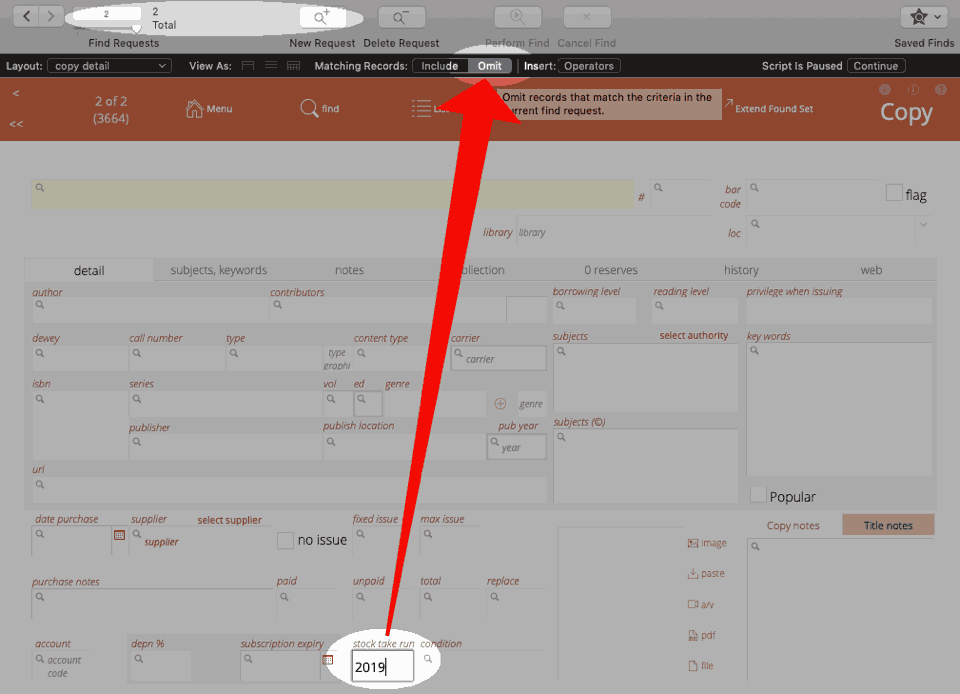 2 2
Total
Find Requests New Request Delete Request Perform Find Cancel Find Saved Finds
Layout: copy detail View As: Matching Records: Include Omit Insert: Operators Script Is Paused Continue
<
2 of 2
(3664)
<<
Menu
find
Omit records that match the criteria in the
current find request.
Extend Found Set
Copy
#
bar
code
flag
library library
loc
detail subjects, keywords notes collection 0 reserves history web
author contributors borrowing level reading level privilege when issuing
dewey call number type content type carrier subjects select authority key words
type
graphi
carrier
isbn series vol ed genre
genre
publisher publish location pub year subjects (©)
year
url
Popular
date purchase supplier select supplier fixed issue max issue Copy notes Title notes
supplier
no issue
image
paste
purchase notes paid unpaid total replace
a/v
pdf
account depn % subscription expiry stock take run condition
account
code
2019
file